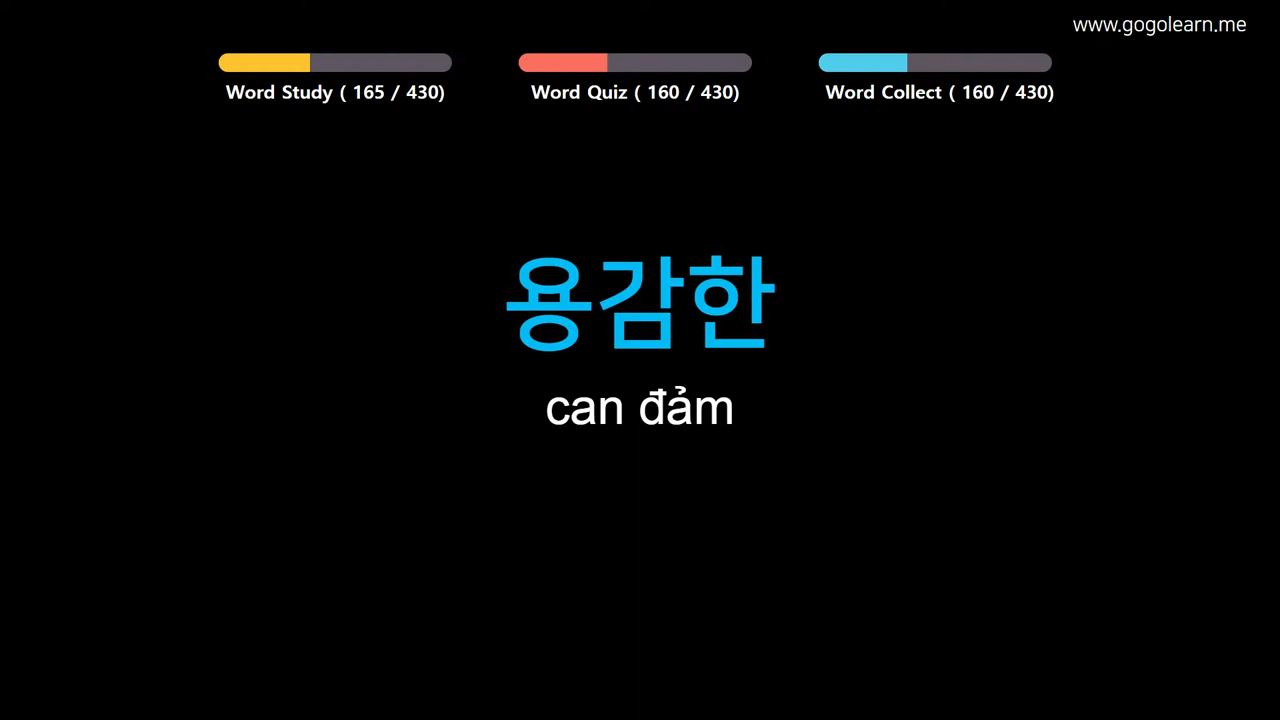 www.gogolearn.me
Word Study ( 165 / 430)
Word Quiz ( 160 / 430)
Word Collect ( 160 / 430)
용감한
can đảm